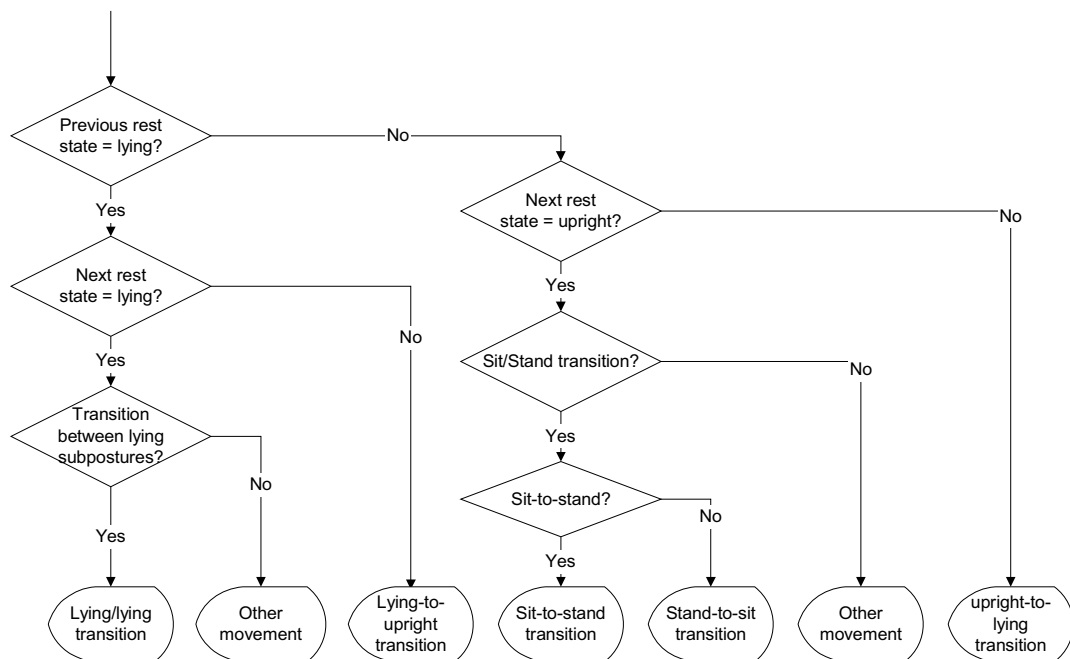 Previous rest
state = lying?
No
Yes
Next rest
state = upright?
No
Yes
Next rest
state = lying?
No
Yes
Sit/Stand transition?
No
Yes
Transition
between lying
subpostures?
No
Yes
Sit-to-stand?
No
Yes
Lying/lying
transition
Other
movement
Lying-to-
upright
transition
Sit-to-stand
transition
Stand-to-sit
transition
Other
movement
upright-to-
lying
transition